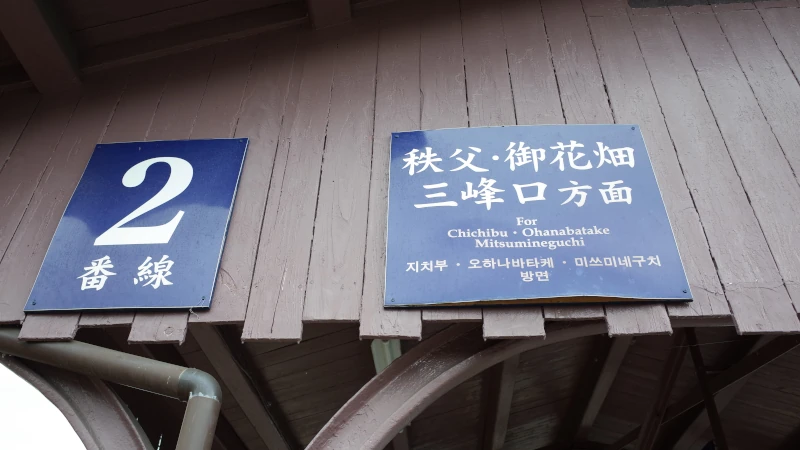 2
番線
秩父·御花畑
三峰口方面
For
Chichibu · Ohanabatake
Mitsumineguchi
지치부 · 오하나바타케 · 미쓰미네구치
방면